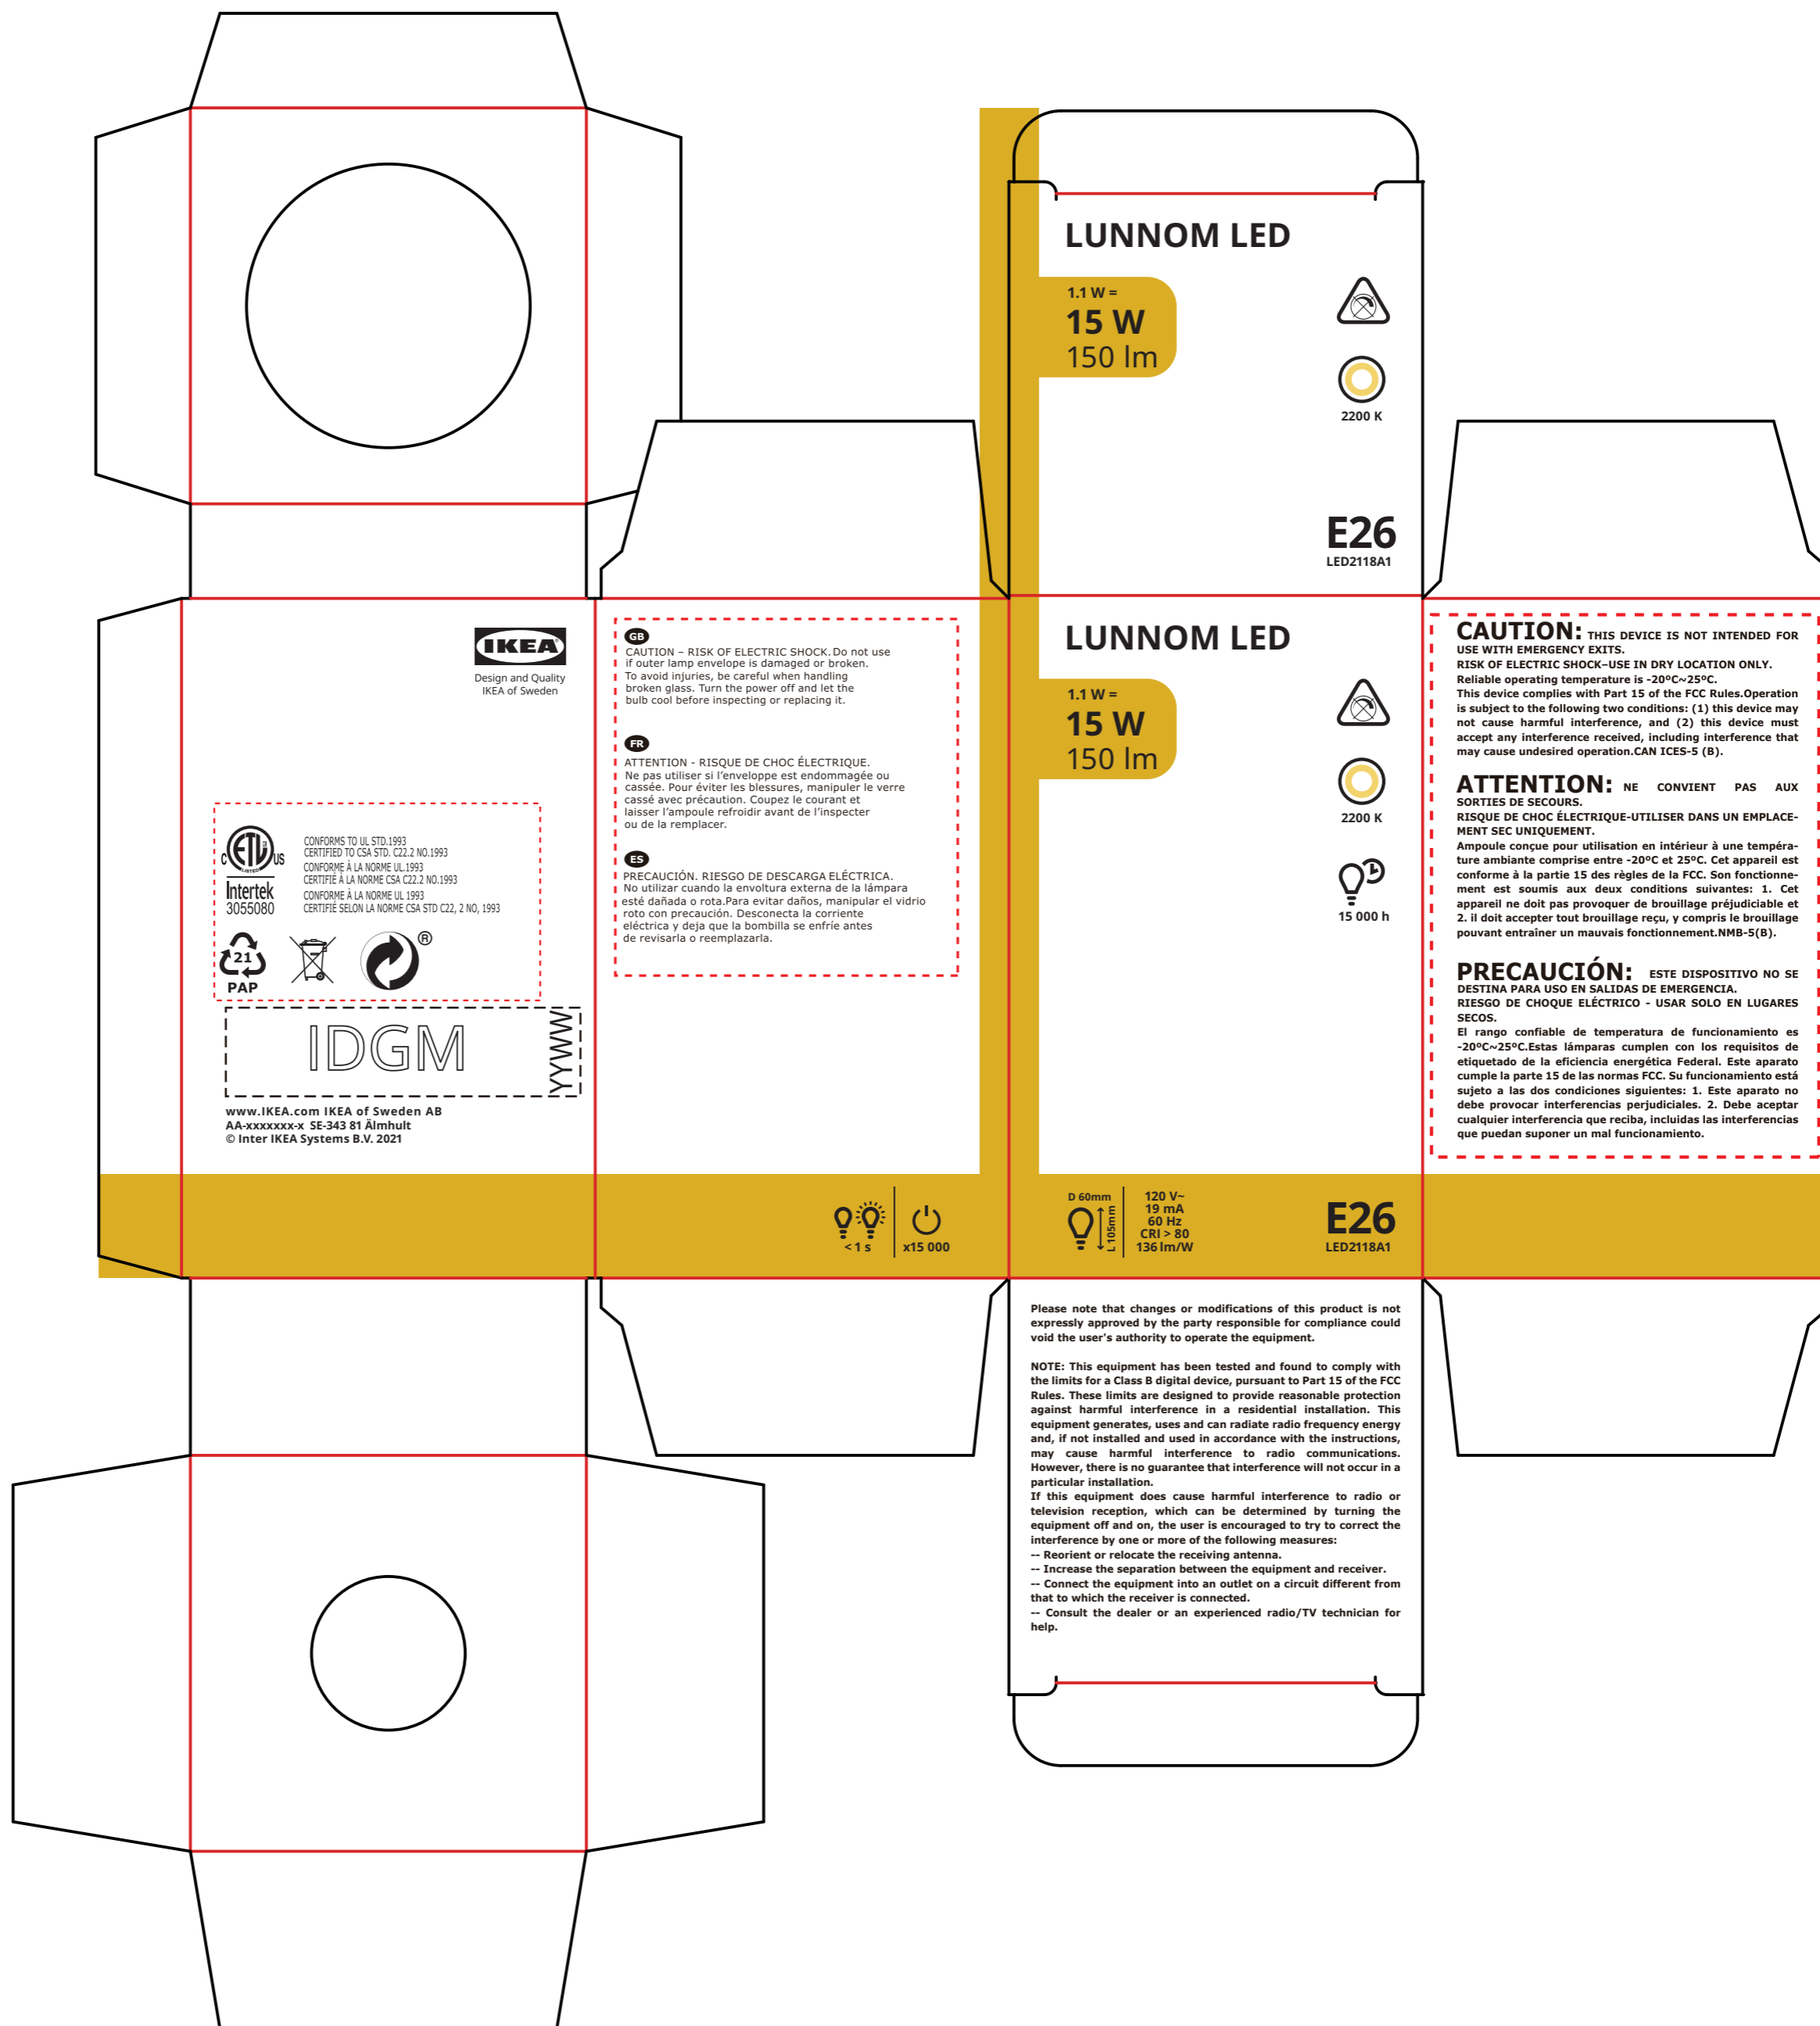 LUNNOM LED
1.1 W =
15 W
150 lm
2200 K
E26
LED2118A1
IKEA
Design and Quality
IKEA of Sweden
C ETL US
LISTED
Intertek
3055080
CONFORMS TO UL STD.1993
CERTIFIED TO CSA STD. C22.2 NO.1993
CONFORME À LA NORME UL.1993
CERTIFIÉ À LA NORME CSA C22.2 NO.1993
CONFORME À LA NORME UL 1993
CERTIFIÉ SELON LA NORME CSA STD C22, 2 NO, 1993
21
PAP
®
IDGM
YYWW
www.IKEA.com IKEA of Sweden AB
AA-xxxxxxx-x SE-343 81 Älmhult
© Inter IKEA Systems B.V. 2021
GB
CAUTION – RISK OF ELECTRIC SHOCK. Do not use
if outer lamp envelope is damaged or broken.
To avoid injuries, be careful when handling
broken glass. Turn the power off and let the
bulb cool before inspecting or replacing it.
FR
ATTENTION - RISQUE DE CHOC ÉLECTRIQUE.
Ne pas utiliser si l’enveloppe est endommagée ou
cassée. Pour éviter les blessures, manipuler le verre
cassé avec précaution. Coupez le courant et
laisser l’ampoule refroidir avant de l’inspecter
ou de la remplacer.
ES
PRECAUCIÓN. RIESGO DE DESCARGA ELÉCTRICA.
No utilizar cuando la envoltura externa de la lámpara
esté dañada o rota.Para evitar daños, manipular el vidrio
roto con precaución. Desconecta la corriente
eléctrica y deja que la bombilla se enfríe antes
de revisarla o reemplazarla.
< 1 s
x15 000
LUNNOM LED
1.1 W =
15 W
150 lm
2200 K
15 000 h
D 60mm
L 105mm
120 V~
19 mA
60 Hz
CRI > 80
136 lm/W
E26
LED2118A1
CAUTION: THIS DEVICE IS NOT INTENDED FOR
USE WITH EMERGENCY EXITS.
RISK OF ELECTRIC SHOCK–USE IN DRY LOCATION ONLY.
Reliable operating temperature is -20ºC~25ºC.
This device complies with Part 15 of the FCC Rules.Operation
is subject to the following two conditions: (1) this device may
not cause harmful interference, and (2) this device must
accept any interference received, including interference that
may cause undesired operation.CAN ICES-5 (B).
ATTENTION: NE CONVIENT PAS AUX
SORTIES DE SECOURS.
RISQUE DE CHOC ÉLECTRIQUE-UTILISER DANS UN EMPLACE-
MENT SEC UNIQUEMENT.
Ampoule conçue pour utilisation en intérieur à une tempéra-
ture ambiante comprise entre -20ºC et 25ºC. Cet appareil est
conforme à la partie 15 des règles de la FCC. Son fonctionne-
ment est soumis aux deux conditions suivantes: 1. Cet
appareil ne doit pas provoquer de brouillage préjudiciable et
2. il doit accepter tout brouillage reçu, y compris le brouillage
pouvant entraîner un mauvais fonctionnement.NMB-5(B).
PRECAUCIÓN: ESTE DISPOSITIVO NO SE
DESTINA PARA USO EN SALIDAS DE EMERGENCIA.
RIESGO DE CHOQUE ELÉCTRICO - USAR SOLO EN LUGARES
SECOS.
El rango confiable de temperatura de funcionamiento es
-20ºC~25ºC.Estas lámparas cumplen con los requisitos de
etiquetado de la eficiencia energética Federal. Este aparato
cumple la parte 15 de las normas FCC. Su funcionamiento está
sujeto a las dos condiciones siguientes: 1. Este aparato no
debe provocar interferencias perjudiciales. 2. Debe aceptar
cualquier interferencia que reciba, incluidas las interferencias
que puedan suponer un mal funcionamiento.
Please note that changes or modifications of this product is not
expressly approved by the party responsible for compliance could
void the user's authority to operate the equipment.
NOTE: This equipment has been tested and found to comply with
the limits for a Class B digital device, pursuant to Part 15 of the FCC
Rules. These limits are designed to provide reasonable protection
against harmful interference in a residential installation. This
equipment generates, uses and can radiate radio frequency energy
and, if not installed and used in accordance with the instructions,
may cause harmful interference to radio communications.
However, there is no guarantee that interference will not occur in a
particular installation.
If this equipment does cause harmful interference to radio or
television reception, which can be determined by turning the
equipment off and on, the user is encouraged to try to correct the
interference by one or more of the following measures:
-- Reorient or relocate the receiving antenna.
-- Increase the separation between the equipment and receiver.
-- Connect the equipment into an outlet on a circuit different from
that to which the receiver is connected.
-- Consult the dealer or an experienced radio/TV technician for
help.